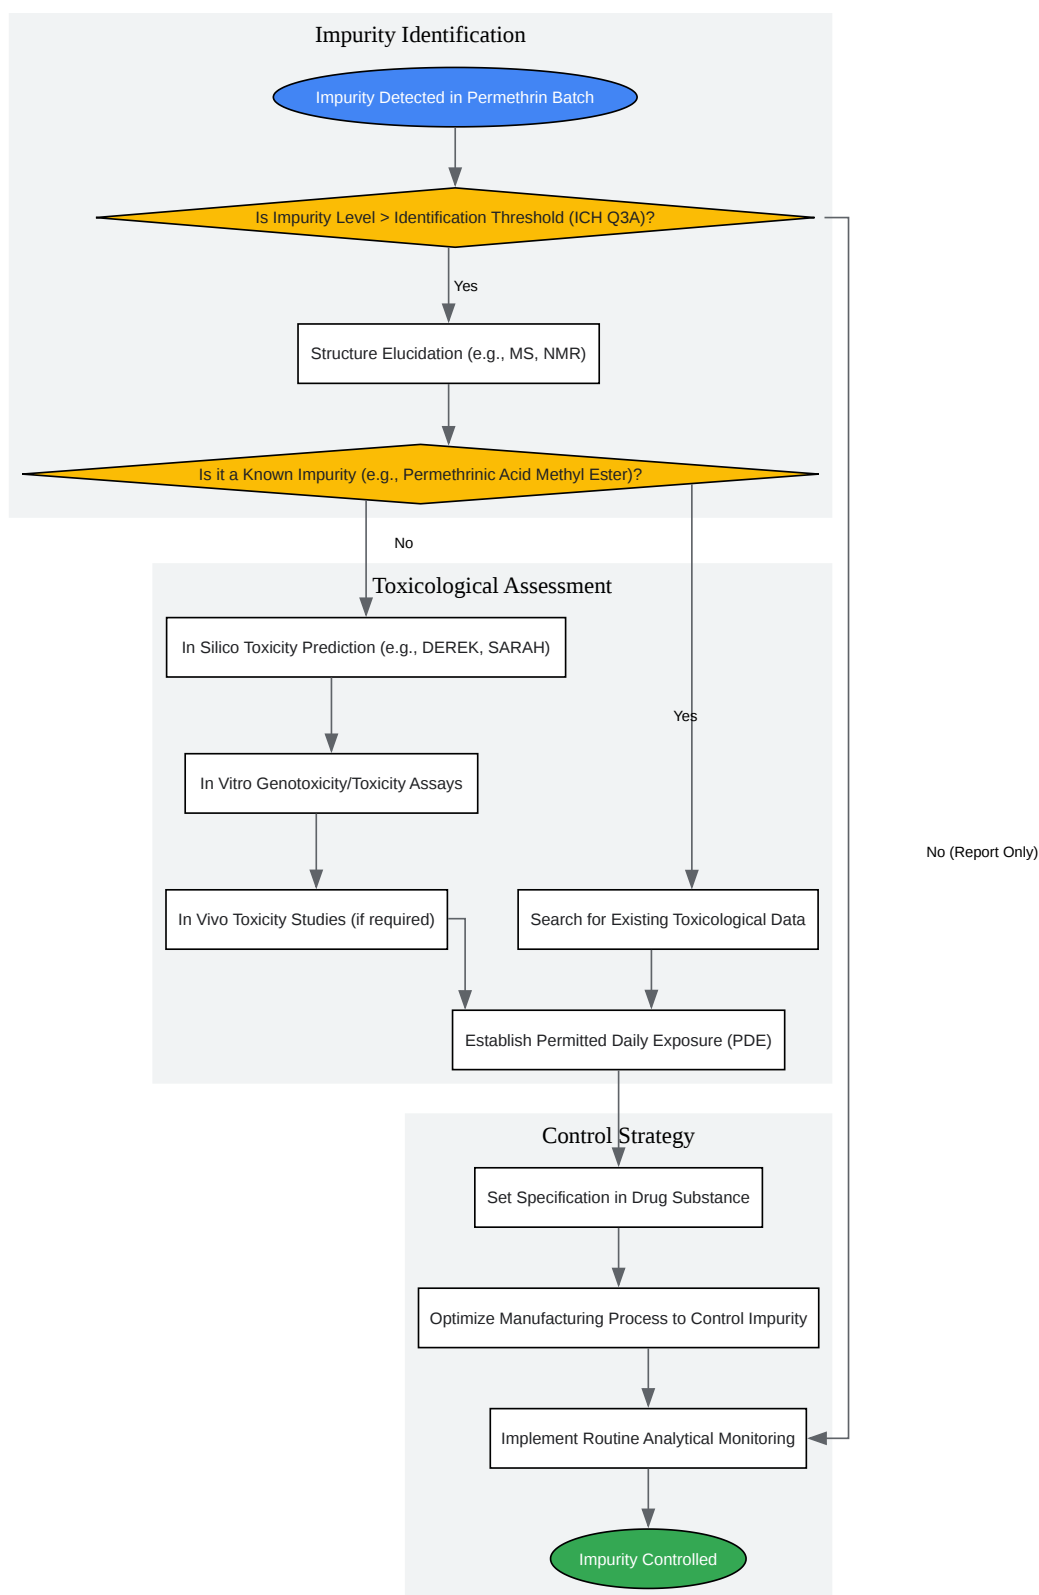 Impurity Identification
Impurity Detected in Permethrin Batch
Is Impurity Level > Identification Threshold (ICH Q3A)?
Yes
Structure Elucidation (e.g., MS, NMR)
Is it a Known Impurity (e.g., Permethrinic Acid Methyl Ester)?
No
Toxicological Assessment
In Silico Toxicity Prediction (e.g., DEREK, SARAH)
Yes
In Vitro Genotoxicity/Toxicity Assays
No (Report Only)
In Vivo Toxicity Studies (if required)
Search for Existing Toxicological Data
Establish Permitted Daily Exposure (PDE)
Control Strategy
Set Specification in Drug Substance
Optimize Manufacturing Process to Control Impurity
Implement Routine Analytical Monitoring
Impurity Controlled